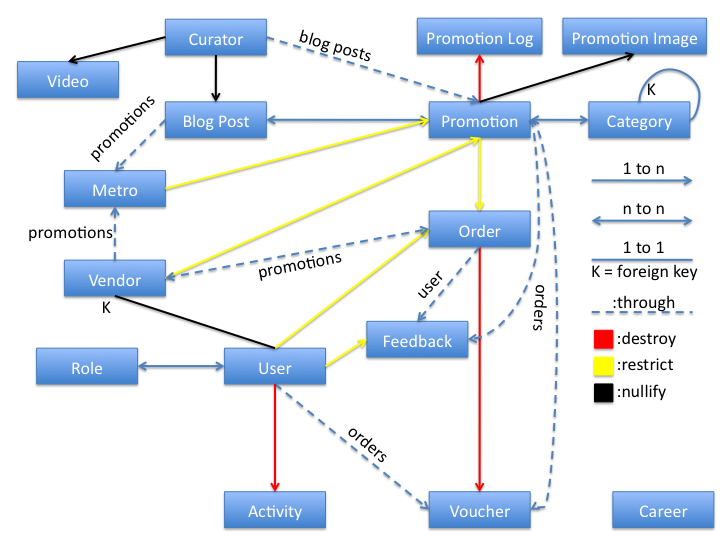 Curator
Promotion Log
Promotion Image
blog posts
Video
K
promotions
Blog Post
Promotion
Category
1 to n
Metro
n to n
promotions
Order
1 to 1
promotions
K = foreign key
Vendor
user
orders
:through
K
Feedback
:destroy
Role
User
:restrict
:nullify
orders
Activity
Voucher
Career